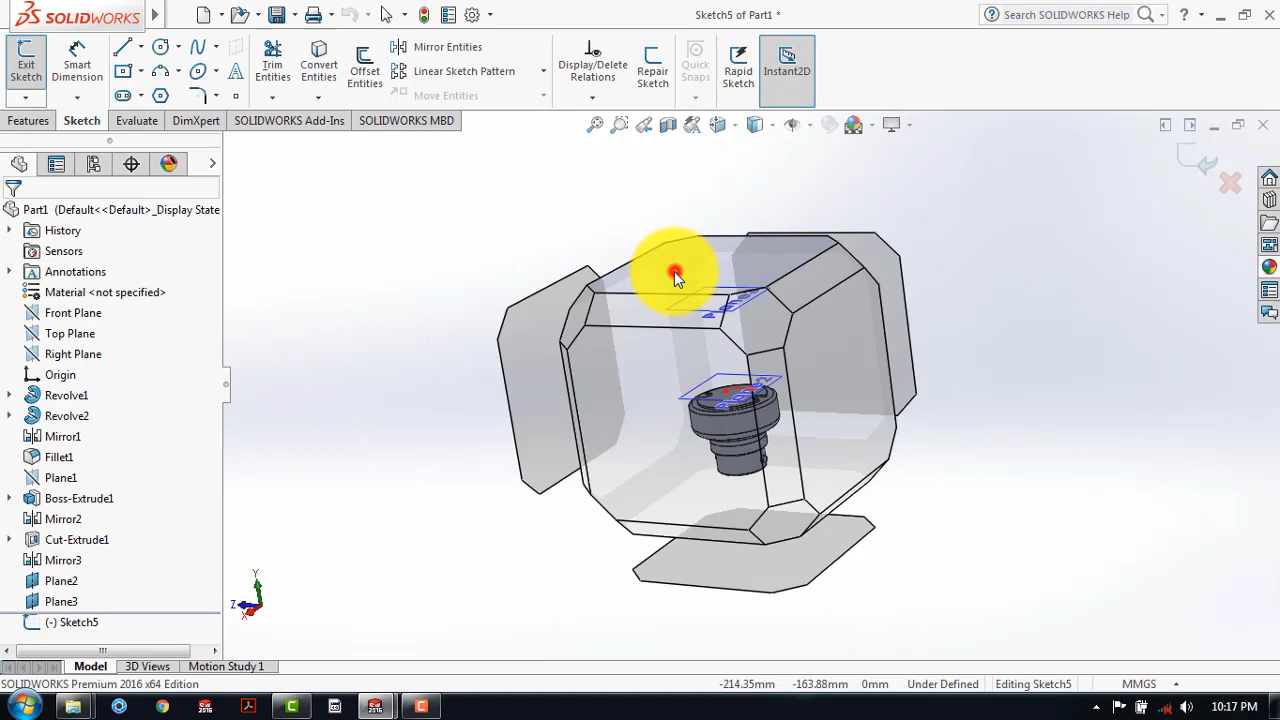 SOLIDWORKS
Sketch5 of Part1 *
Search SOLIDWORKS Help
Exit Sketch
Smart Dimension
Trim Entities
Convert Entities
Offset Entities
Mirror Entities
Linear Sketch Pattern
Move Entities
Display/Delete Relations
Repair Sketch
Quick Snaps
Rapid Sketch
Instant2D
Features
Sketch
Evaluate
DimXpert
SOLIDWORKS Add-Ins
SOLIDWORKS MBD
Part1 (Default<<Default>_Display State
History
Sensors
Annotations
Material <not specified>
Front Plane
Top Plane
Right Plane
Origin
Revolve1
Revolve2
Mirror1
Fillet1
Plane1
Boss-Extrude1
Mirror2
Cut-Extrude1
Mirror3
Plane2
Plane3
(-) Sketch5
Y
Z
X
Model
3D Views
Motion Study 1
SOLIDWORKS Premium 2016 x64 Edition
-214.35mm
-163.88mm
0mm
Under Defined
Editing Sketch5
MMGS
10:17 PM